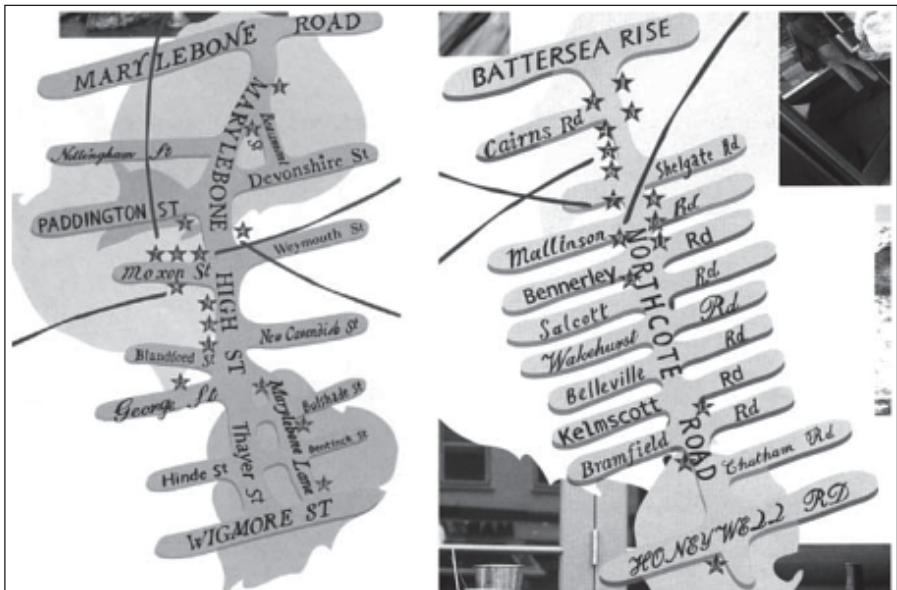 MARYLEBONE ROAD
MARYLEBONE
HIGH ST
Beaumont St
Nottingham St
Devonshire St
PADDINGTON ST
Weymouth St
Moxon St
New Cavendish St
Blandford St
George St
Marylebone Lane
Bulstrade St
Bentinck St
Thayer St
Hinde St
WIGMORE ST
BATTERSEA RISE
Cairns Rd
Shelgate Rd
Mallinson Rd
NORTHCOTE
ROAD
Bennerley Rd
Salcott Rd
Wakehurst Rd
Belleville Rd
Kelmscott Rd
Bramfield Rd
Chatham Rd
HONEYWELL RD